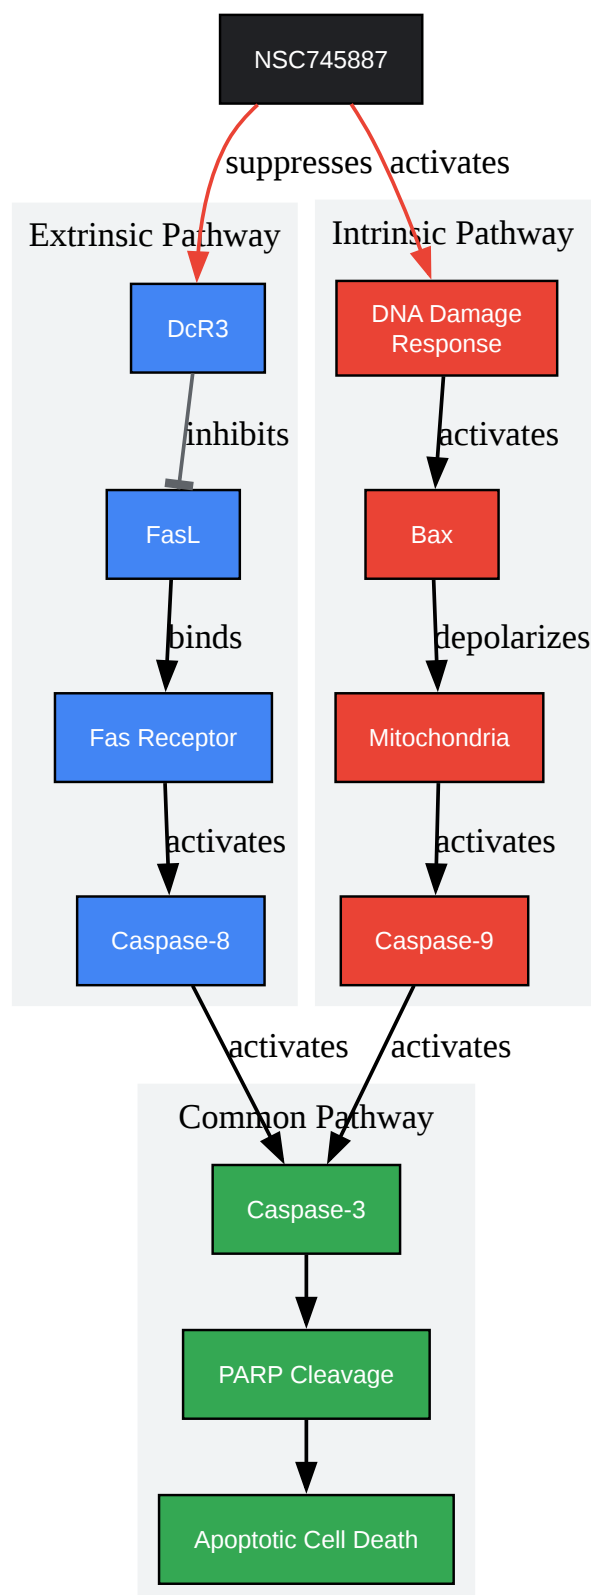 NSC745887
suppresses
activates
Extrinsic Pathway
Intrinsic Pathway
DcR3
DNA Damage
Response
inhibits
activates
FasL
Bax
binds
depolarizes
Fas Receptor
Mitochondria
activates
activates
Caspase-8
Caspase-9
activates
activates
Common Pathway
Caspase-3
PARP Cleavage
Apoptotic Cell Death